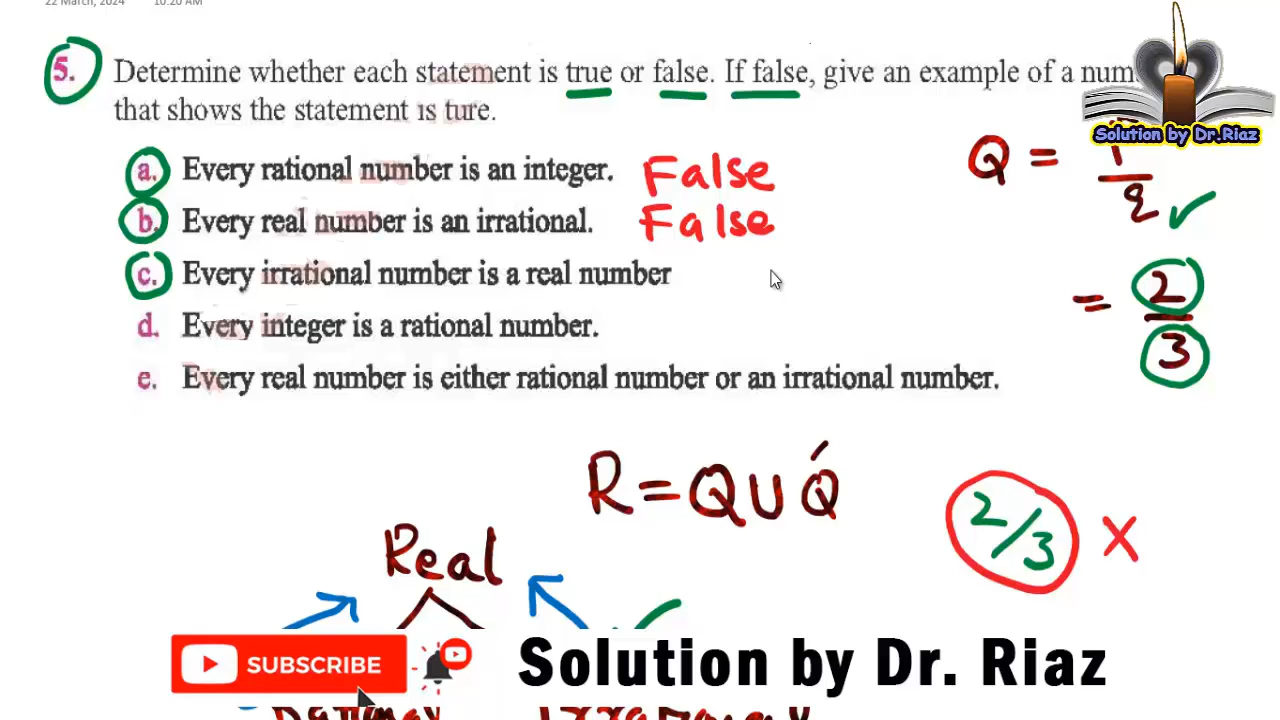 22 March, 2024 10:20 AM
5. Determine whether each statement is true or false. If false, give an example of a num
that shows the statement is ture.
Solution by Dr.Riaz
a. Every rational number is an integer. False
b. Every real number is an irrational. False
c. Every irrational number is a real number
d. Every integer is a rational number.
e. Every real number is either rational number or an irrational number.
Q =
= 2
3
R = Q U Q́
2/3 X
Real
SUBSCRIBE
Solution by Dr. Riaz